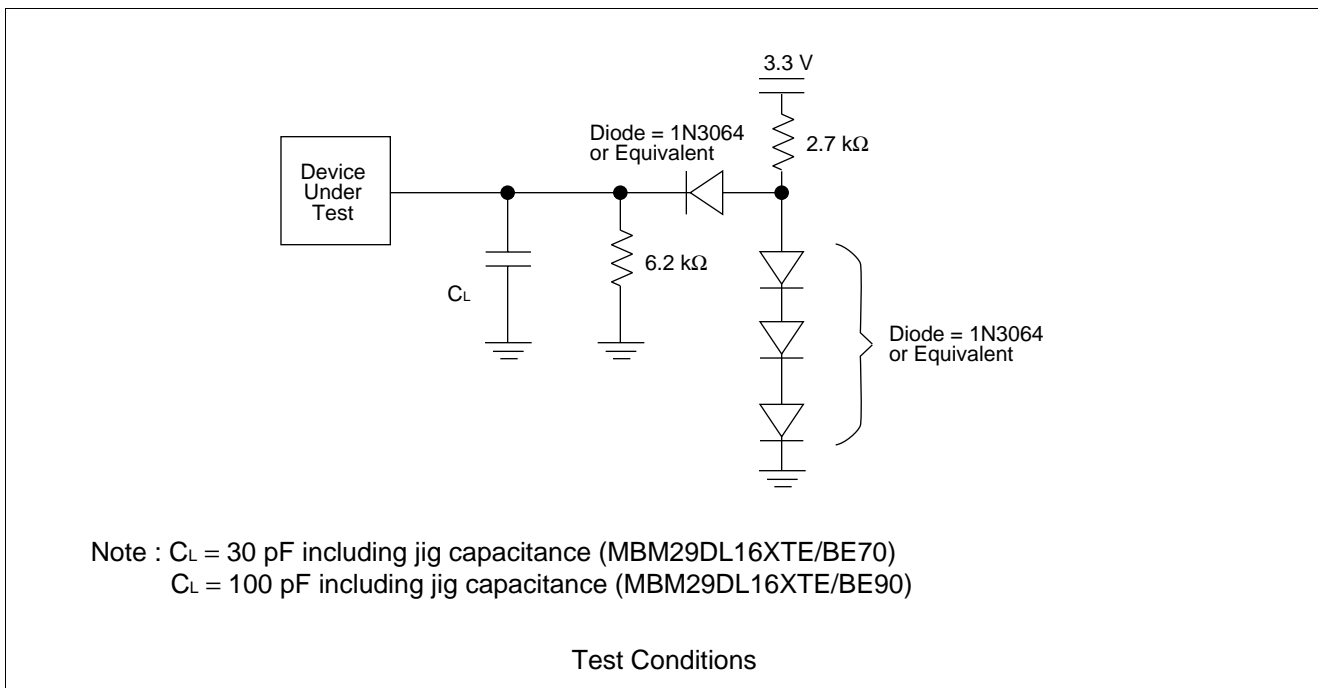 3.3 V
Diode = 1N3064
or Equivalent
2.7 kΩ
Device
Under
Test
6.2 kΩ
CL
Diode = 1N3064
or Equivalent
Note : CL = 30 pF including jig capacitance (MBM29DL16XTE/BE70)
CL = 100 pF including jig capacitance (MBM29DL16XTE/BE90)
Test Conditions